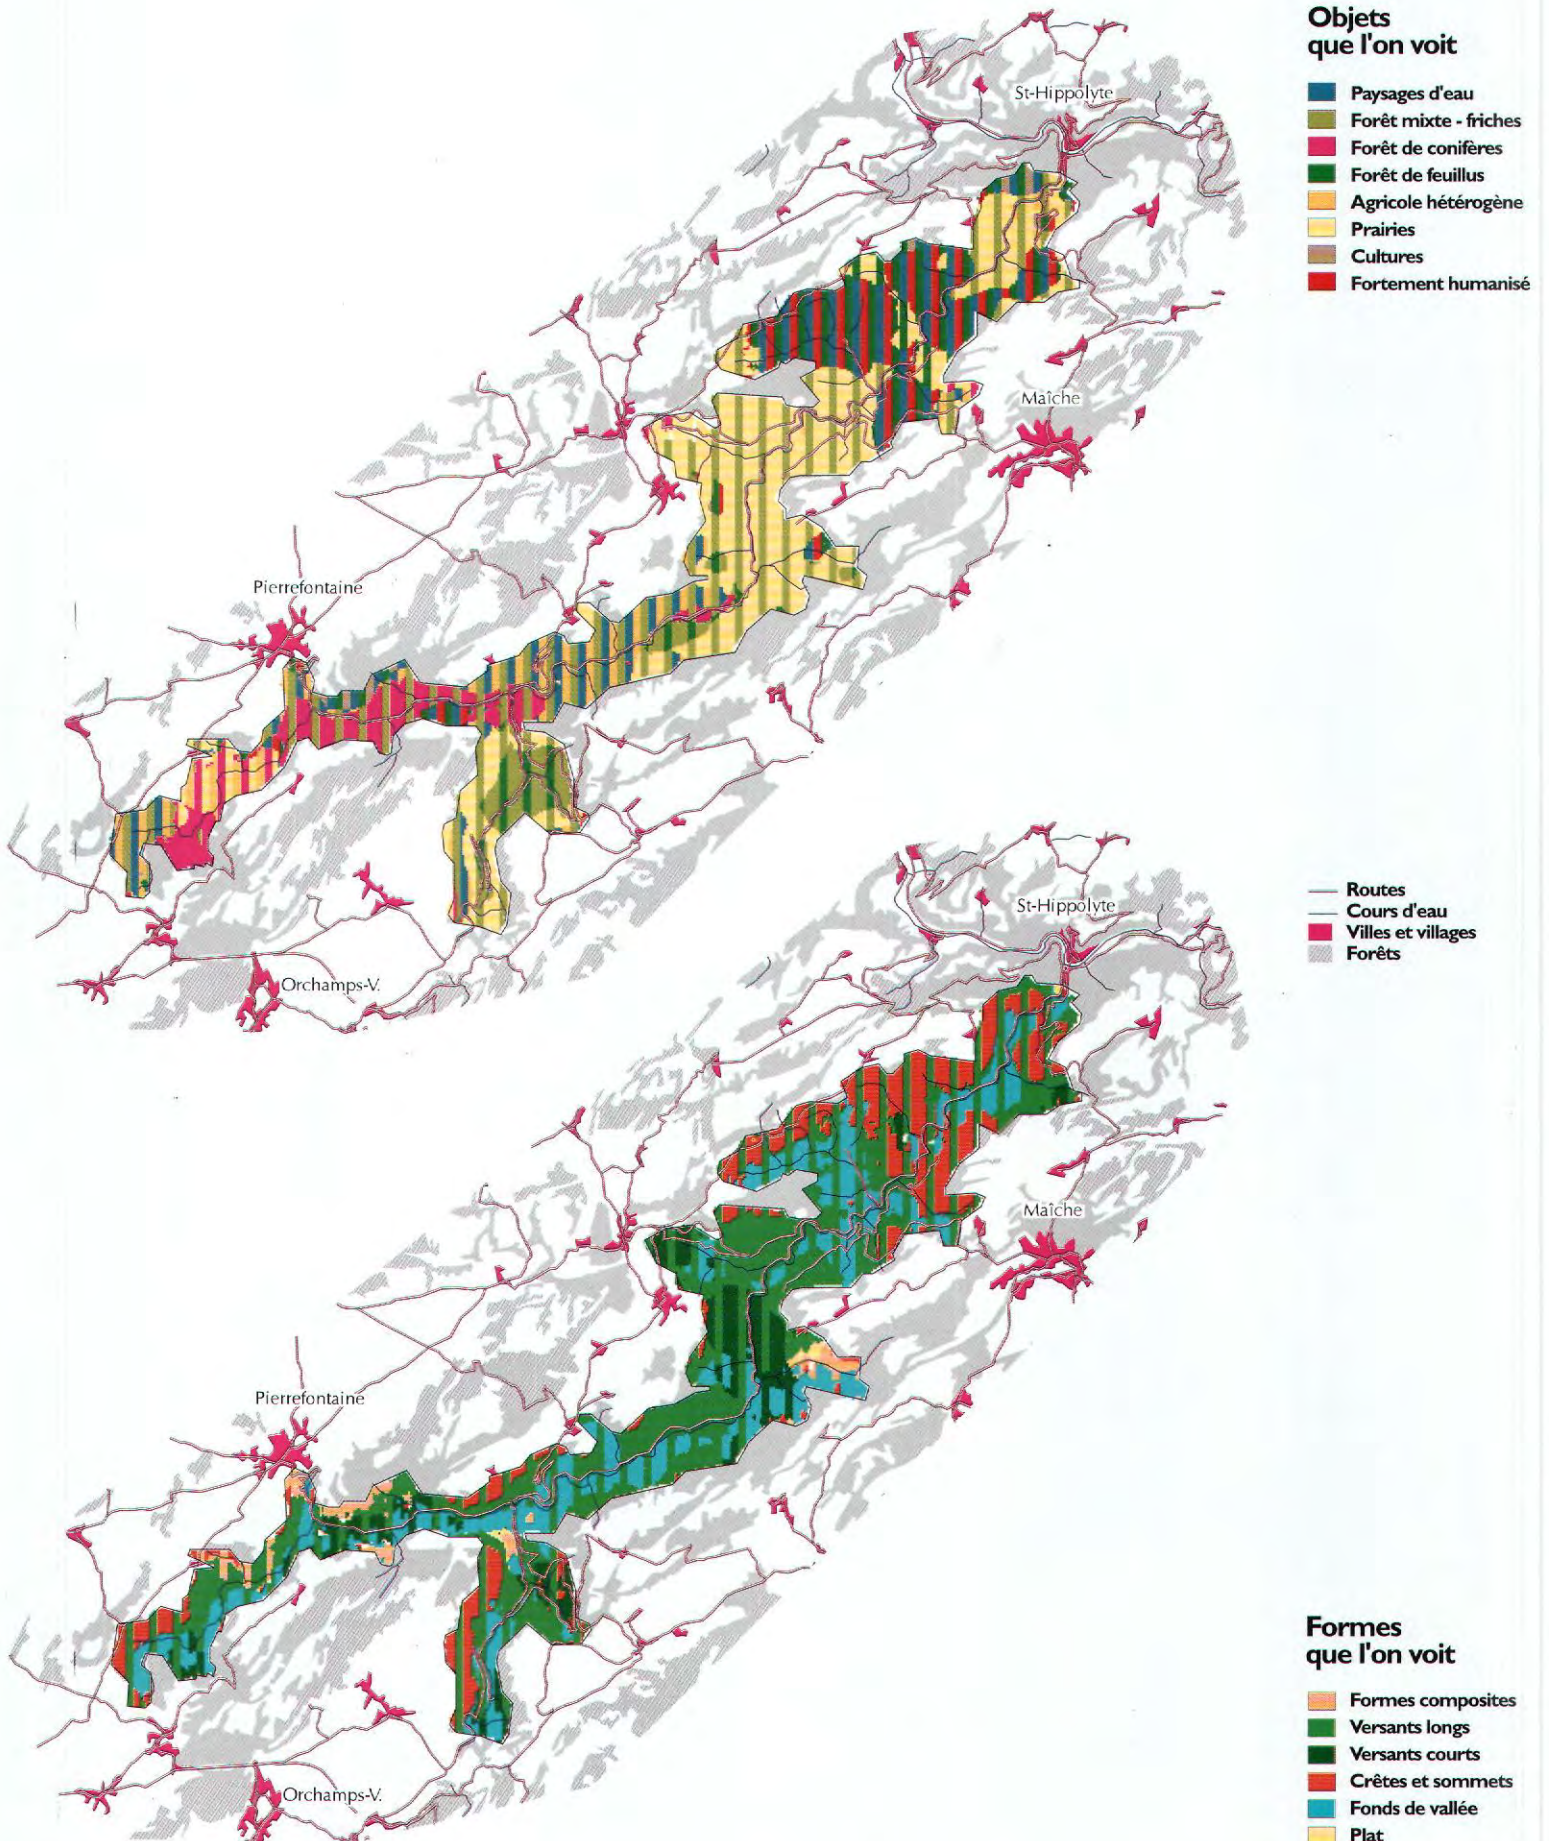 Objets
que l'on voit
Paysages d'eau
Forêt mixte - friches
Forêt de conifères
Forêt de feuillus
Agricole hétérogène
Prairies
Cultures
Fortement humanisé
St-Hippolyte
Maîche
Pierrefontaine
Orchamps-V.
Routes
Cours d'eau
Villes et villages
Forêts
St-Hippolyte
Maîche
Pierrefontaine
Orchamps-V.
Formes
que l'on voit
Formes composites
Versants longs
Versants courts
Crêtes et sommets
Fonds de vallée
Plat